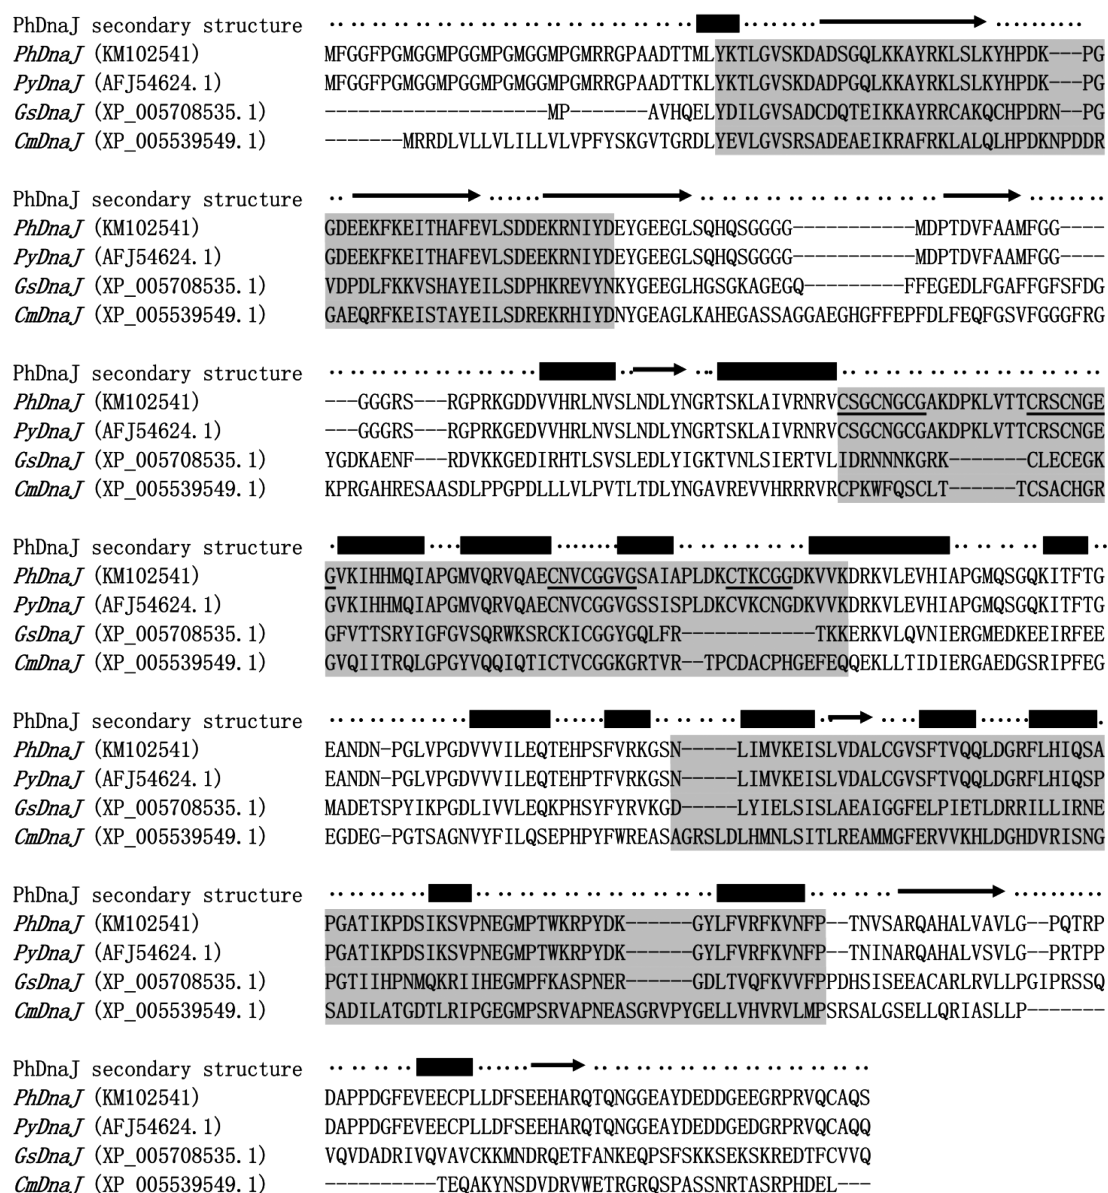 PhDnaJ secondary structure
PhDnaJ (KM102541) MFGGFPGMGGMPGGMPGMGGMPGMRRGPAADTTMLYKTLGVSKDADSGQLKKAYRKLSLKYHPDK---PG
PyDnaJ (AFJ54624.1) MFGGFPGMGGMPGGMPGMGGMPGMRRGPAADTTKLYKTLGVSKDADPGQLKKAYRKLSLKYHPDK---PG
GsDnaJ (XP_005708535.1) --------------------MP-------AVHQELYDILGVSADCDQTEIKKAYRRCAKQCHPDRN--PG
CmDnaJ (XP_005539549.1) -------MRRDLVLLVLILLVLVPFYSKGVTGRDLYEVLGVSRSADEAEIKRAFRKLALQLHPDKNPDDR
PhDnaJ secondary structure
PhDnaJ (KM102541) GDEEKFKEITHAFEVLSDDEKRNIYDEYGEEGLSQHQSGGGG-----------MDPTDVFAAMFGG----
PyDnaJ (AFJ54624.1) GDEEKFKEITHAFEVLSDEEKRNIYDEYGEEGLSQHQSGGGG-----------MDPTDVFAAMFGG----
GsDnaJ (XP_005708535.1) VDPDLFKKVSHAYEILSDPHKREVYNKYGEEGLHGSGKAGEGQ---------FFEGEDLFGAFFGFSFDG
CmDnaJ (XP_005539549.1) GAEQRFKEISTAYEILSDREKRHIYDNYGEAGLKAHEGASSAGGAEGHGFFEPFDLFEQFGSVFGGGFRG
PhDnaJ secondary structure
PhDnaJ (KM102541) ---GGGRS---RGPRKGDDVVHRLNVSLNDLYNGRTSKLAIVRNRVCSGCNGCGAKDPKLVTTCRSCNGE
PyDnaJ (AFJ54624.1) ---GGGRS---RGPRKGEDVVHRLNVSLNDLYNGRTSKLAIVRNRVCSGCNGCGAKDPKLVTTCRSCNGE
GsDnaJ (XP_005708535.1) YGDKAENF---RDVKKGEDIRHTLSVSLEDLYIGKTVNLSIERTVLIDRNNNKGRK-------CLECEGK
CmDnaJ (XP_005539549.1) KPRGAHRESAASDLPPGPDLLLVLPVTLTDLYNGAVREVVHRRRVRCPKWFQSCLT------TCSACHGR
PhDnaJ secondary structure
PhDnaJ (KM102541) GVKIHHMQIAPGMVQRVQAECNVCGGVGSAIAPLDKCTKCGGDKVVKDRKVLEVHIAPGMQSGQKITFTG
PyDnaJ (AFJ54624.1) GVKIHHMQIAPGMVQRVQAECNVCGGVGSSISPLDKCVKCNGDKVVKDRKVLEVHIAPGMQSGQKITFTG
GsDnaJ (XP_005708535.1) GFVTTSRYIGFGVSQRWKSRCKICGGYGQLFR------------TKKERKVLQVNIERGMEDKEEIRFEE
CmDnaJ (XP_005539549.1) GVQIITRQLGPGYVQQIQTICTVCGGKGRTVR--TPCDACPHGEFEQQEKLLTIDIERGAEDGSRIPFEG
PhDnaJ secondary structure
PhDnaJ (KM102541) EANDN-PGLVPGDVVVILEQTEHPSFVRKGSN-----LIMVKEISLVDALCGVSFTVQQLDGRFLHIQSA
PyDnaJ (AFJ54624.1) EANDN-PGLVPGDVVVILEQTEHPTFVRKGSN-----LIMVKEISLVDALCGVSFTVQQLDGRFLHIQSP
GsDnaJ (XP_005708535.1) MADETSPYIKPGDLIVVLEQKPHSYFYRVKGD-----LYIELSISLAEAIGGFELPIETLDRRILLIRNE
CmDnaJ (XP_005539549.1) EGDEG-PGTSAGNVYFILQSEPHPYFWREASAGRSLDLHMNLSITLREAMMGFERVVKHLDGHDVRISNG
PhDnaJ secondary structure
PhDnaJ (KM102541) PGATIKPDSIKSVPNEGMPTWKRPYDK------GYLFVRFKVNFP--TNVSARQAHALVAVLG--PQTRP
PyDnaJ (AFJ54624.1) PGATIKPDSIKSVPNEGMPTWKRPYDK------GYLFVRFKVNFP--TNINARQAHALVSVLG--PRTPP
GsDnaJ (XP_005708535.1) PGTIIHPNMQKRIIHEGMPFKASPNER------GDLTVQFKVVFPPDHSISEEACARLRVLLPGIPRSSQ
CmDnaJ (XP_005539549.1) SADILATGDTLRIPGEGMPSRVAPNEASGRVPYGELLVHVRVLMPSRSALGSELLQRIASLLP-------
PhDnaJ secondary structure
PhDnaJ (KM102541) DAPPDGFEVEECPLLDFSEEHARQTQNGGEAYDEDDGEEGRPRVQCAQS
PyDnaJ (AFJ54624.1) DAPPDGFEVEECPLLDFSEEHARQTQNGGEAYDEDDGEDGRPRVQCAQQ
GsDnaJ (XP_005708535.1) VQVDADRIVQVAVCKKMNDRQETFANKEQPSFSKKSEKSKREDTFCVVQ
CmDnaJ (XP_005539549.1) ----------TEQAKYNSDVDRVWETRGRQSPASSNRTASRPHDEL---